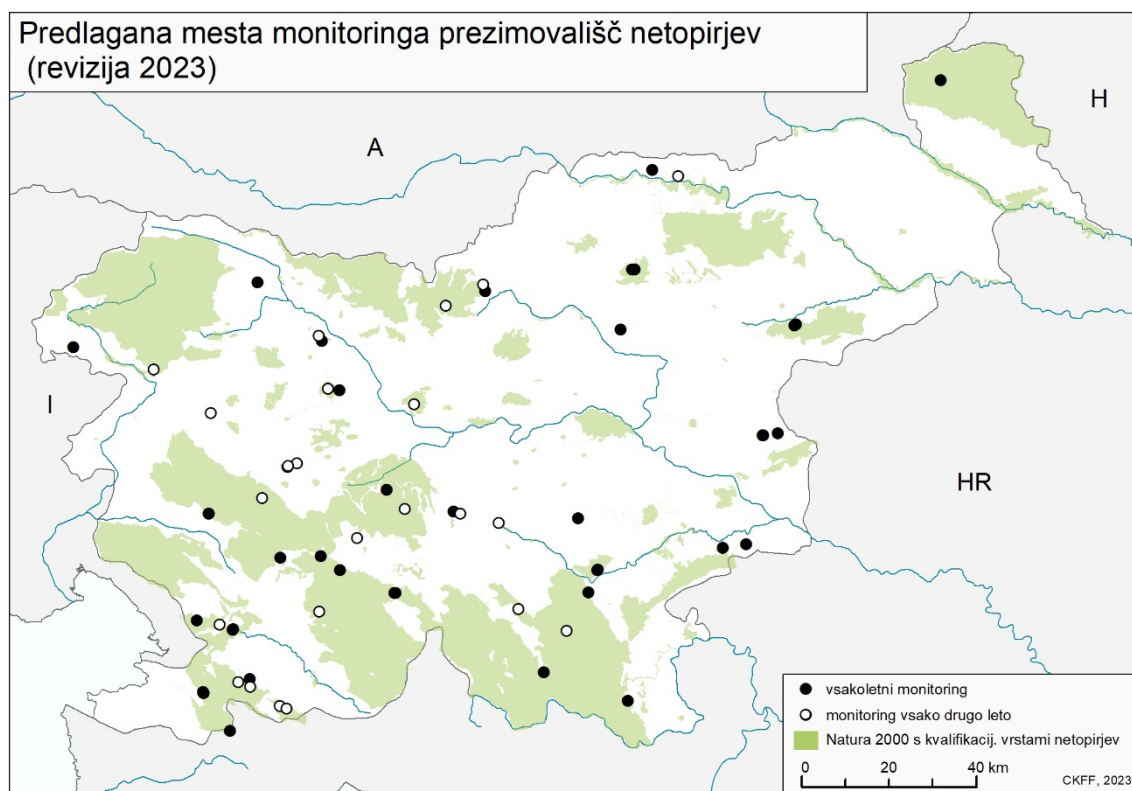 Predlagana mesta monitoringa prezimovališč netopirjev
(revizija 2023)
H
A
I
HR
vsakoletni monitoring
monitoring vsako drugo leto
Natura 2000 s kvalifikacij. vrstami netopirjev
0 20 40 km
CKFF, 2023